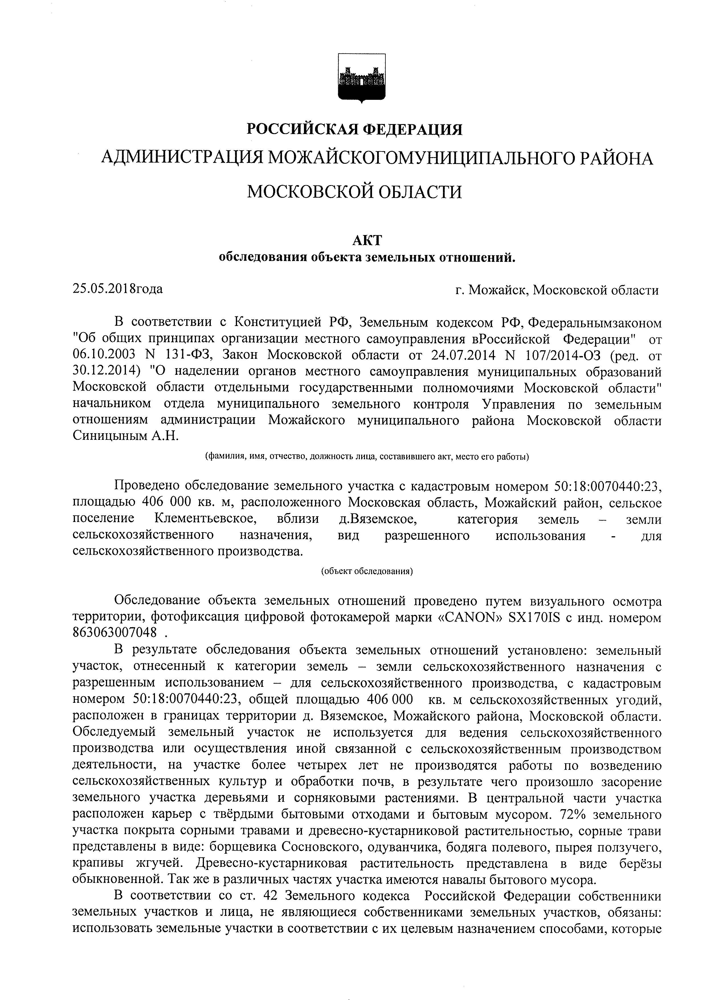 РОССИЙСКАЯ ФЕДЕРАЦИЯ
АДМИНИСТРАЦИЯ МОЖАЙСКОГОМУНИЦИПАЛЬНОГО РАЙОНА
МОСКОВСКОЙ ОБЛАСТИ
АКТ
обследования объекта земельных отношений.
25.05.2018года г. Можайск, Московской области
В соответствии с Конституцией РФ, Земельным кодексом РФ, Федеральнымзаконом
"Об общих принципах организации местного самоуправления вРоссийской Федерации" от
06.10.2003 N 131-ФЗ, Закон Московской области от 24.07.2014 N 107/2014-ОЗ (ред. от
30.12.2014) "О наделении органов местного самоуправления муниципальных образований
Московской области отдельными государственными полномочиями Московской области"
начальником отдела муниципального земельного контроля Управления по земельным
отношениям администрации Можайского муниципального района Московской области
Синицыным А.Н.
(фамилия, имя, отчество, должность лица, составившего акт, место его работы)
Проведено обследование земельного участка с кадастровым номером 50:18:0070440:23,
площадью 406 000 кв. м, расположенного Московская область, Можайский район, сельское
поселение Клементьевское, вблизи д.Вяземское, категория земель – земли
сельскохозяйственного назначения, вид разрешенного использования - для
сельскохозяйственного производства.
(объект обследования)
Обследование объекта земельных отношений проведено путем визуального осмотра
территории, фотофиксация цифровой фотокамерой марки «CANON» SX170IS с инд. номером
863063007048 .
В результате обследования объекта земельных отношений установлено: земельный
участок, отнесенный к категории земель – земли сельскохозяйственного назначения с
разрешенным использованием – для сельскохозяйственного производства, с кадастровым
номером 50:18:0070440:23, общей площадью 406 000 кв. м сельскохозяйственных угодий,
расположен в границах территории д. Вяземское, Можайского района, Московской области.
Обследуемый земельный участок не используется для ведения сельскохозяйственного
производства или осуществления иной связанной с сельскохозяйственным производством
деятельности, на участке более четырех лет не производятся работы по возведению
сельскохозяйственных культур и обработки почв, в результате чего произошло засорение
земельного участка деревьями и сорняковыми растениями. В центральной части участка
расположен карьер с твёрдыми бытовыми отходами и бытовым мусором. 72% земельного
участка покрыта сорными травами и древесно-кустарниковой растительностью, сорные трави
представлены в виде: борщевика Сосновского, одуванчика, бодяга полевого, пырея ползучего,
крапивы жгучей. Древесно-кустарниковая растительность представлена в виде берёзы
обыкновенной. Так же в различных частях участка имеются навалы бытового мусора.
В соответствии со ст. 42 Земельного кодекса Российской Федерации собственники
земельных участков и лица, не являющиеся собственниками земельных участков, обязаны:
использовать земельные участки в соответствии с их целевым назначением способами, которые